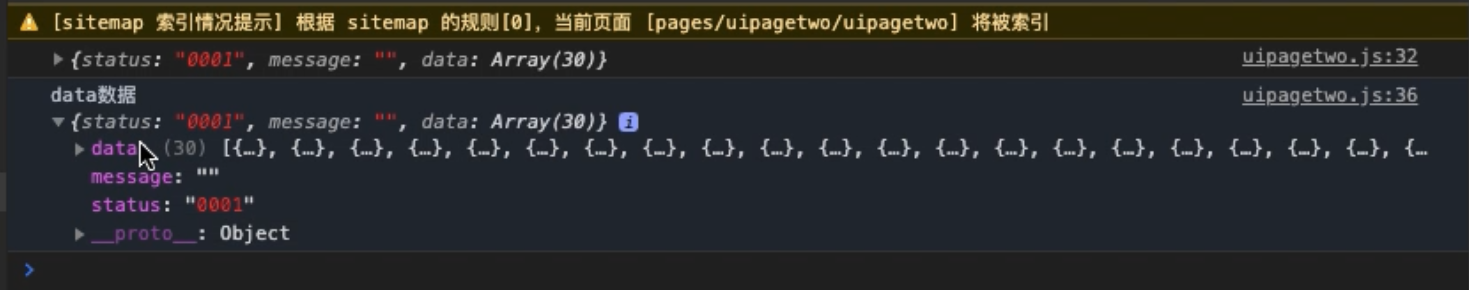 [sitemap 索引情况提示] 根据 sitemap 的规则[0]，当前页面 [pages/uipagetwo/uipagetwo] 将被索引
{status: "0001", message: "", data: Array(30)} uipagetwo.js:32
data数据 uipagetwo.js:36
{status: "0001", message: "", data: Array(30)} i
data (30) [{…}, {…}, {…}, {…}, {…}, {…}, {…}, {…}, {…}, {…}, {…}, {…}, {…}, {…}, {…}, {…}, {…}, {…}, {…}, {…}, {…
message: ""
status: "0001"
__proto__: Object
>